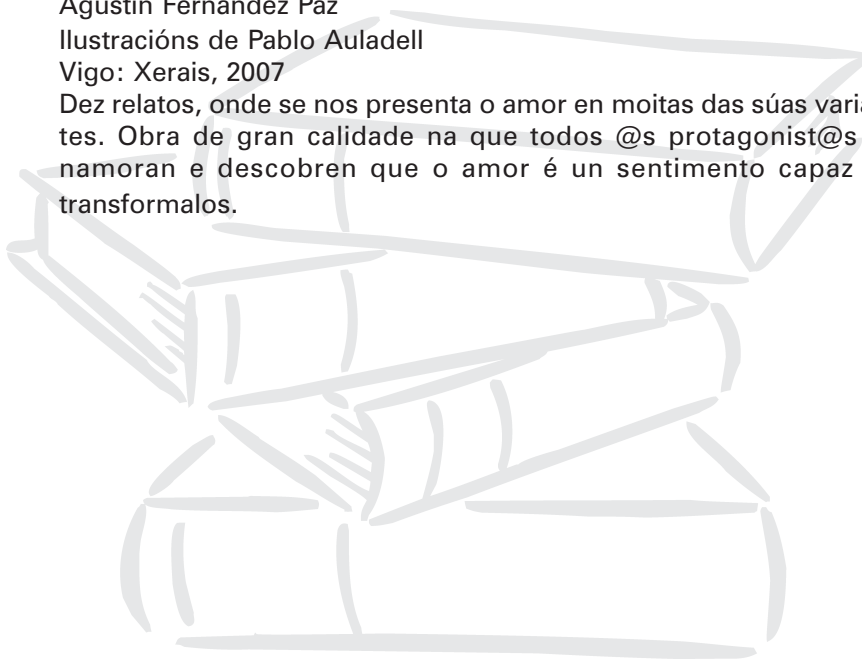 Agustín Fernández Paz
Ilustracións de Pablo Auladell
Vigo: Xerais, 2007
Dez relatos, onde se nos presenta o amor en moitas das súas varia
tes. Obra de gran calidade na que todos @s protagonist@s
namoran e descobren que o amor é un sentimento capaz
transformalos.